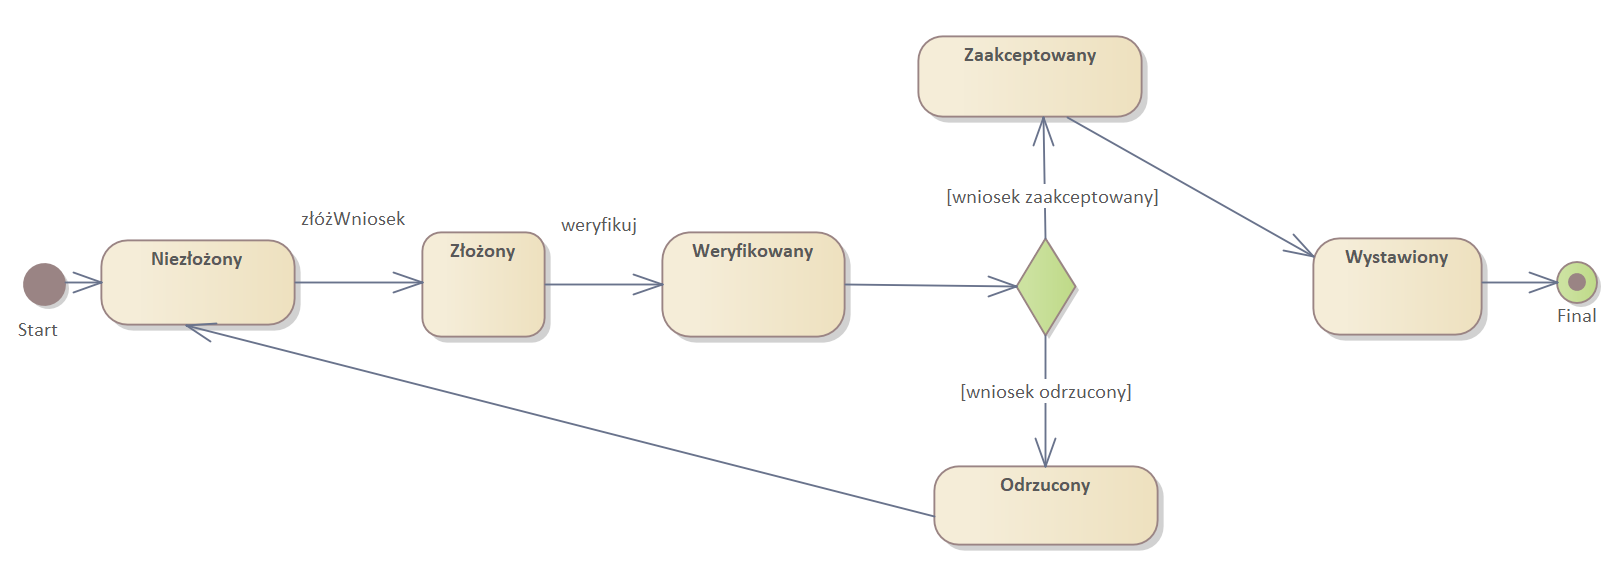 Zaakceptowany
[wniosek zaakceptowany]
złóżWniosek
weryfikuj
Niezłożony
Złożony
Weryfikowany
Wystawiony
Start
Final
[wniosek odrzucony]
Odrzucony